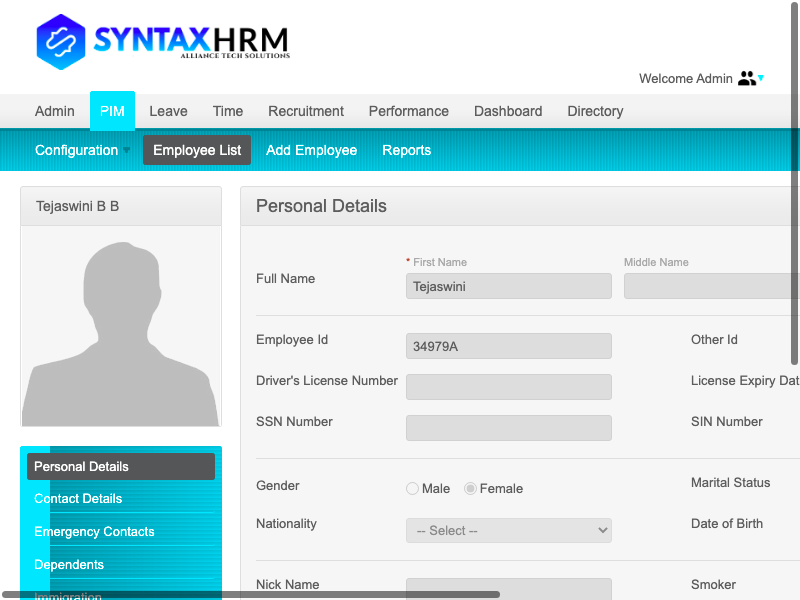 SYNTAXHRM
ALLIANCE TECH SOLUTIONS
Welcome Admin
Admin PIM Leave Time Recruitment Performance Dashboard Directory
Configuration Employee List Add Employee Reports
Tejaswini B B
Personal Details
* First Name Middle Name
Full Name
Tejaswini
Employee Id 34979A Other Id
Driver's License Number License Expiry Dat
SSN Number SIN Number
Gender Male Female Marital Status
Nationality -- Select -- Date of Birth
Nick Name Smoker
Personal Details
Contact Details
Emergency Contacts
Dependents
Immigration